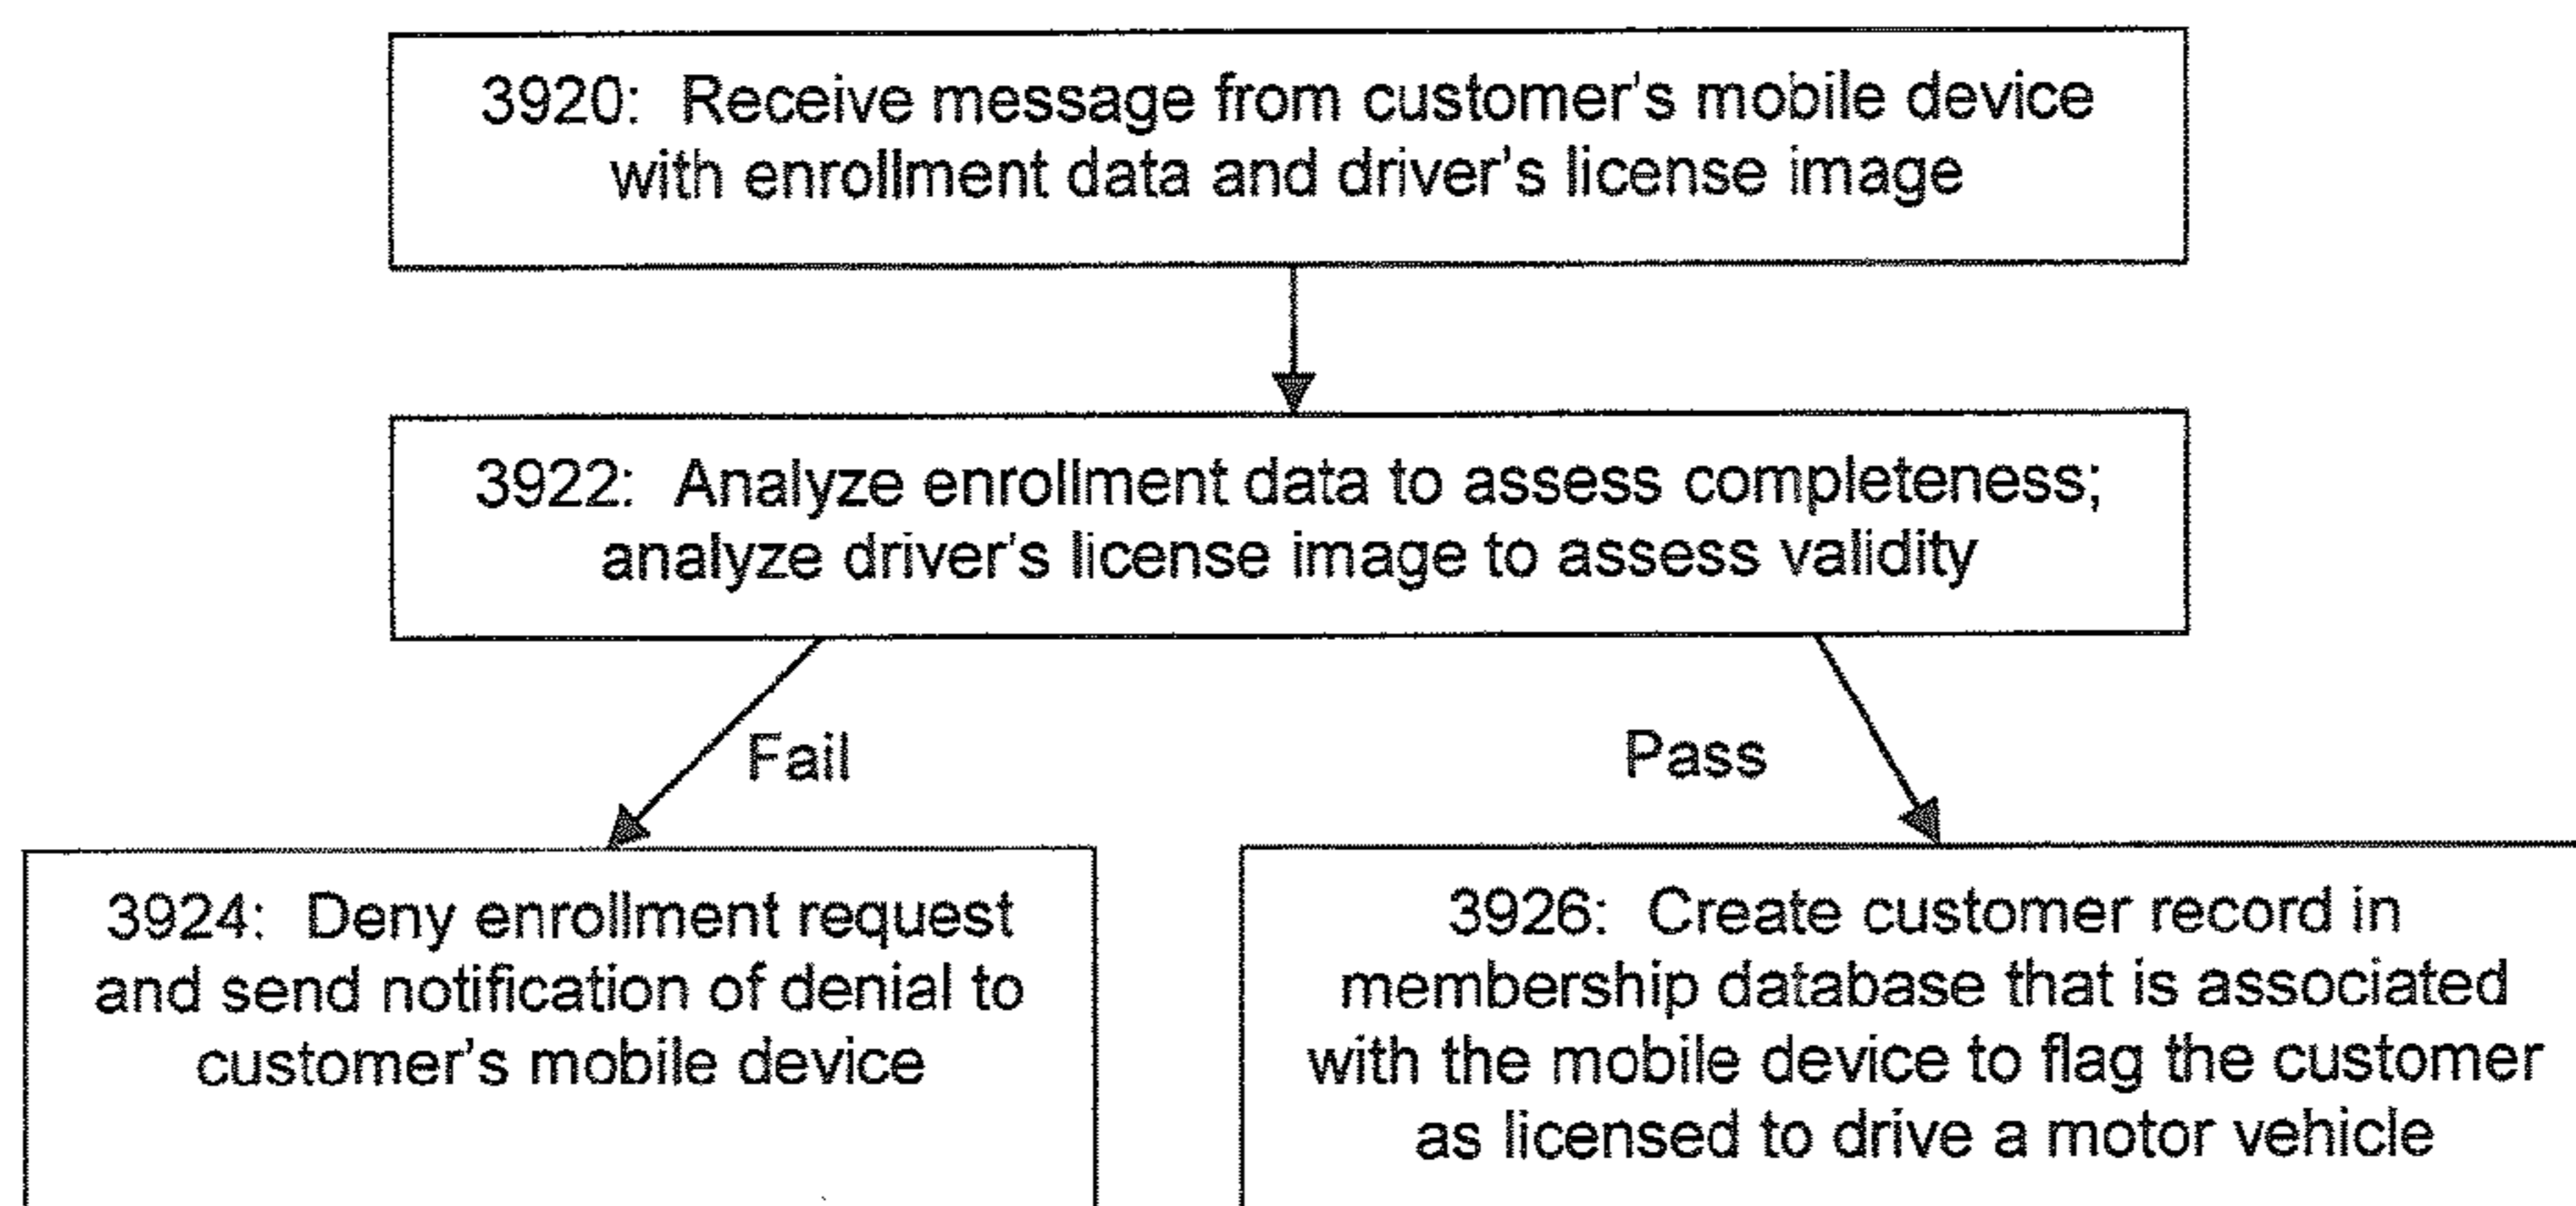 3920: Receive message from customer's mobile device
with enrollment data and driver's license image
3922: Analyze enrollment data to assess completeness;
analyze driver's license image to assess validity
Fail
Pass
3924: Deny enrollment request
and send notification of denial to
customer's mobile device
3926: Create customer record in
membership database that is associated
with the mobile device to flag the customer
as licensed to drive a motor vehicle